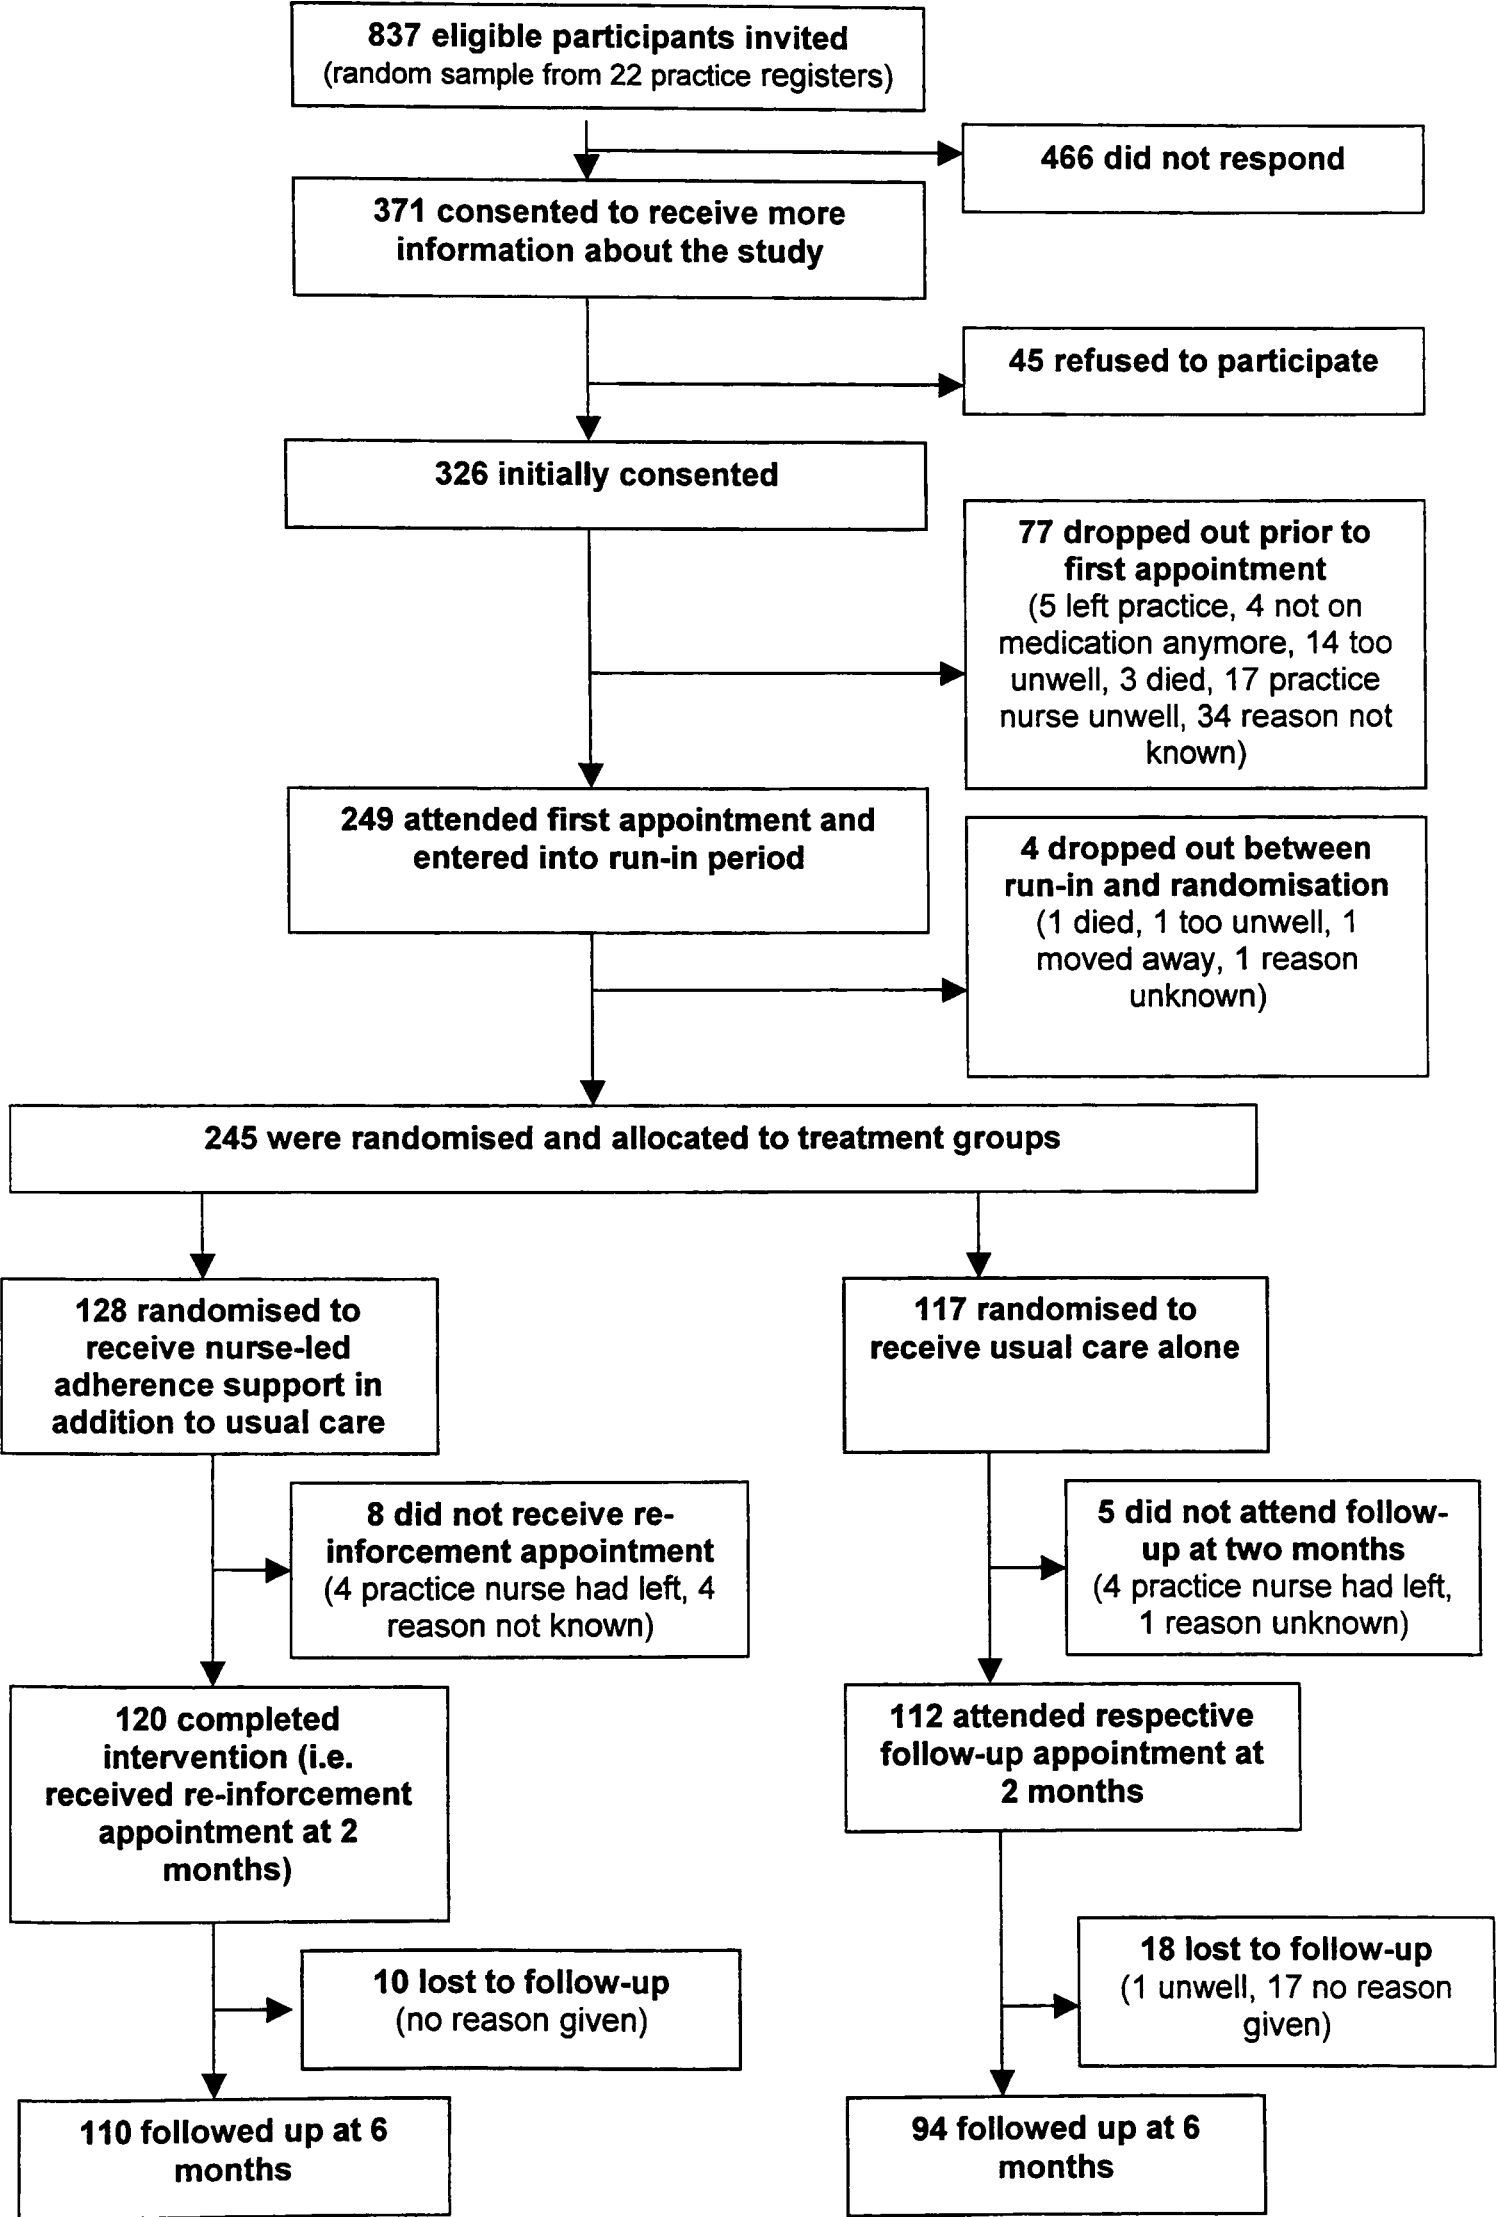 837 eligible participants invited
(random sample from 22 practice registers)
466 did not respond
371 consented to receive more
information about the study
45 refused to participate
326 initially consented
77 dropped out prior to
first appointment
(5 left practice, 4 not on
medication anymore, 14 too
unwell, 3 died, 17 practice
nurse unwell, 34 reason not
known)
249 attended first appointment and
entered into run-in period
4 dropped out between
run-in and randomisation
(1 died, 1 too unwell, 1
moved away, 1 reason
unknown)
245 were randomised and allocated to treatment groups
128 randomised to
receive nurse-led
adherence support in
addition to usual care
117 randomised to
receive usual care alone
8 did not receive re-
inforcement appointment
(4 practice nurse had left, 4
reason not known)
5 did not attend follow-
up at two months
(4 practice nurse had left,
1 reason unknown)
120 completed
intervention (i.e.
received re-inforcement
appointment at 2
months)
112 attended respective
follow-up appointment at
2 months
10 lost to follow-up
(no reason given)
18 lost to follow-up
(1 unwell, 17 no reason
given)
110 followed up at 6
months
94 followed up at 6
months